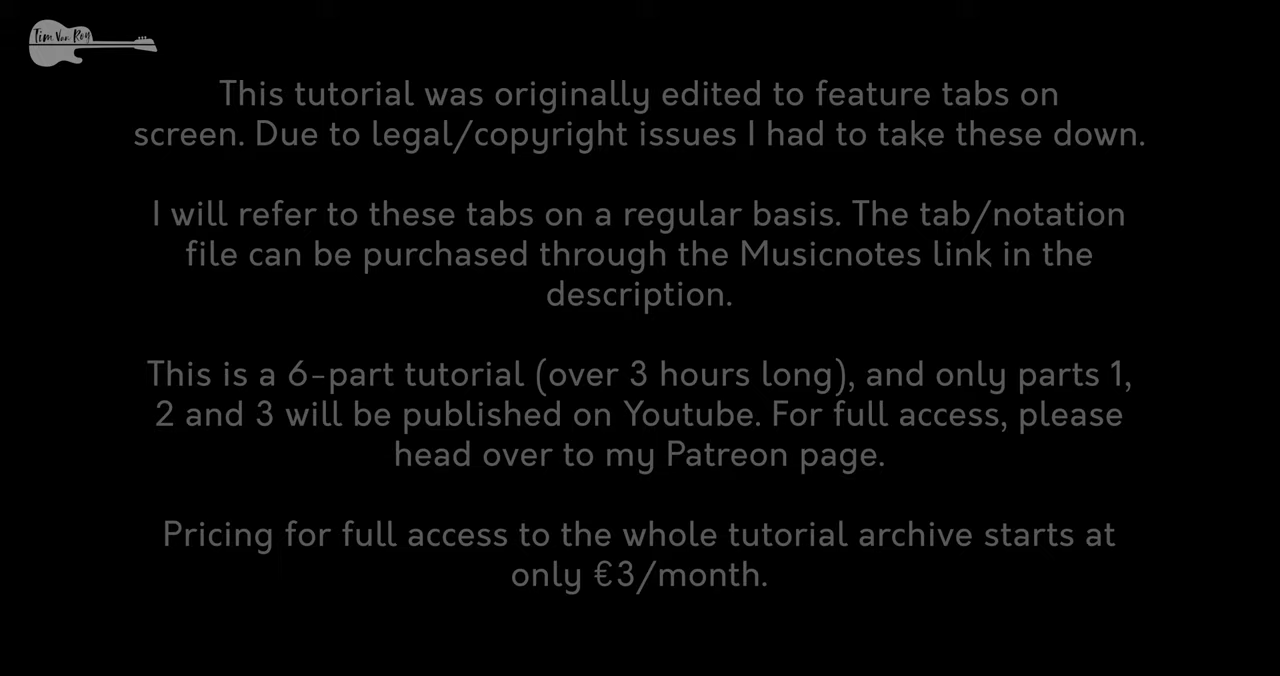 Tim Van Roy
This tutorial was originally edited to feature tabs on
screen. Due to legal/copyright issues I had to take these down.
I will refer to these tabs on a regular basis. The tab/notation
file can be purchased through the Musicnotes link in the
description.
This is a 6-part tutorial (over 3 hours long), and only parts 1,
2 and 3 will be published on Youtube. For full access, please
head over to my Patreon page.
Pricing for full access to the whole tutorial archive starts at
only €3/month.